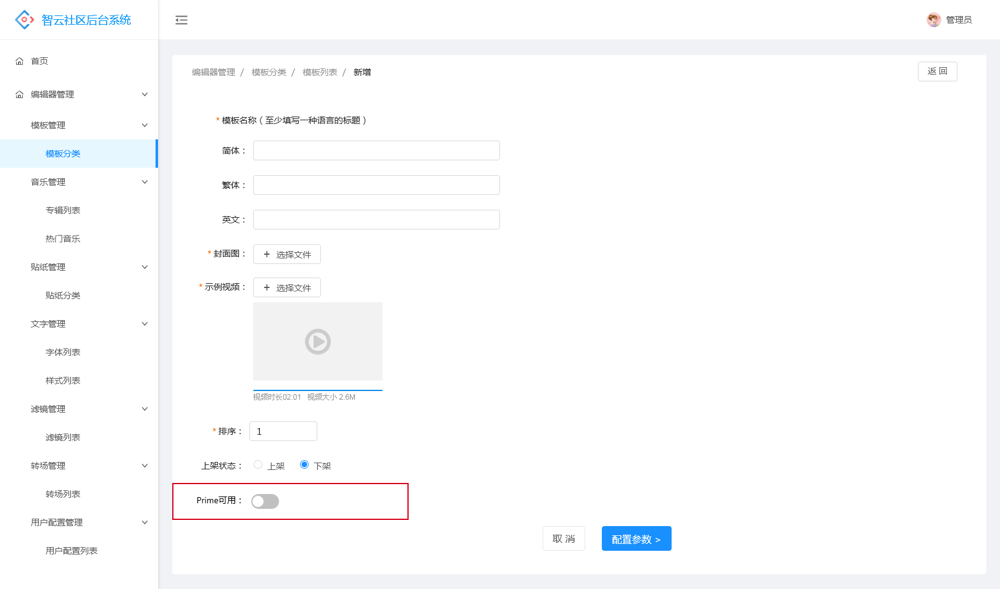 智云社区后台系统
管理员
首页
编辑器管理
模板管理
模板分类
音乐管理
专辑列表
热门音乐
贴纸管理
贴纸分类
文字管理
字体列表
样式列表
滤镜管理
滤镜列表
转场管理
转场列表
用户配置管理
用户配置列表
编辑器管理 / 模板分类 / 模板列表 / 新增
返 回
* 模板名称（至少填写一种语言的标题）
简体：
繁体：
英文：
* 封面图： + 选择文件
* 示例视频： + 选择文件
视频时长02:01 视频大小 2.6M
* 排序： 1
上架状态： 上架 下架
Prime可用：
取 消 配置参数 >